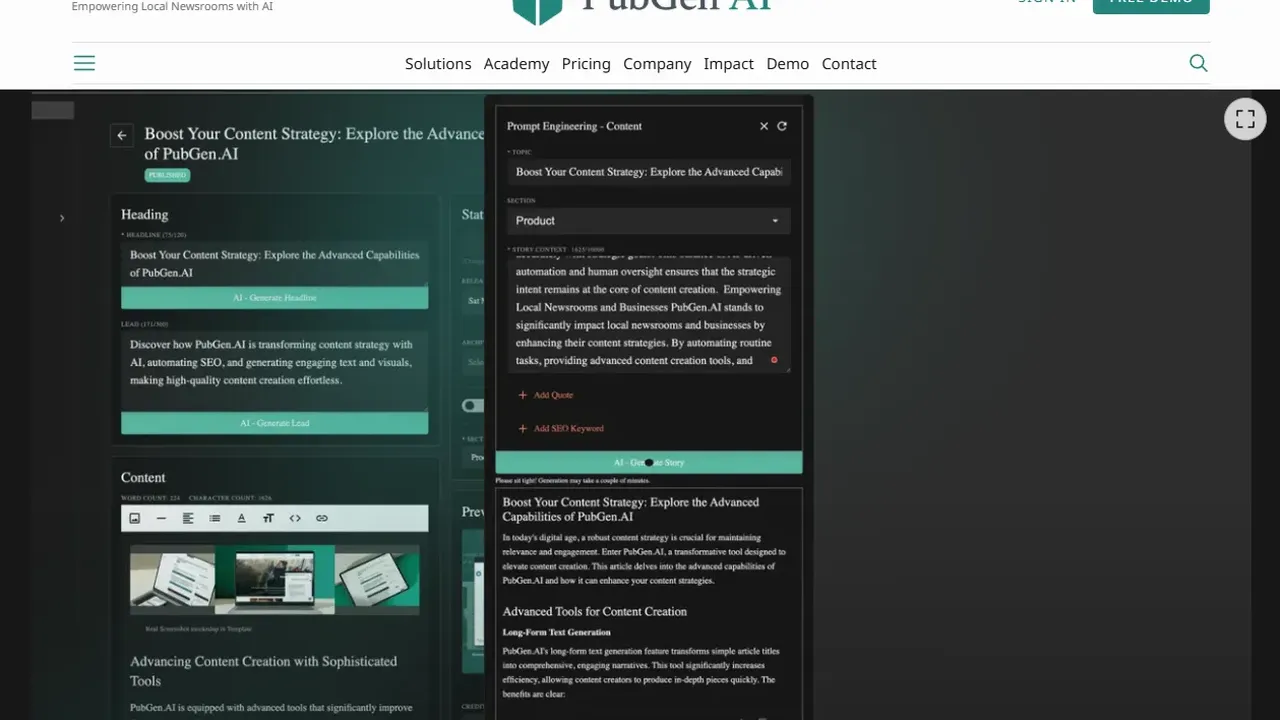 Empowering Local Newsrooms with AI
PubGen AI
SIGN IN
FREE DEMO
Solutions
Academy
Pricing
Company
Impact
Demo
Contact
Boost Your Content Strategy: Explore the Advance
of PubGen.AI
PUBLISHED
Heading
* HEADLINE (75/120)
Boost Your Content Strategy: Explore the Advanced Capabilities
of PubGen.AI
AI - Generate Headline
LEAD (171/300)
Discover how PubGen.AI is transforming content strategy with
AI, automating SEO, and generating engaging text and visuals,
making high-quality content creation effortless.
AI - Generate Lead
Content
WORD COUNT: 224 CHARACTER COUNT: 1626
Advancing Content Creation with Sophisticated
Tools
PubGen.AI is equipped with advanced tools that significantly improve
Stat
RELEA
Sat M
ARCHI
Sele
* SECT
Pro
Prev
CREDIT
Prompt Engineering - Content
* TOPIC
Boost Your Content Strategy: Explore the Advanced Capabi
SECTION
Product
* STORY CONTEXT 1625/10000
automation and human oversight ensures that the strategic
intent remains at the core of content creation. Empowering
Local Newsrooms and Businesses PubGen.AI stands to
significantly impact local newsrooms and businesses by
enhancing their content strategies. By automating routine
tasks, providing advanced content creation tools, and
Add Quote
Add SEO Keyword
AI - Generate Story
Please sit tight! Generation may take a couple of minutes.
Boost Your Content Strategy: Explore the Advanced
Capabilities of PubGen.AI
In today's digital age, a robust content strategy is crucial for maintaining
relevance and engagement. Enter PubGen.AI, a transformative tool designed to
elevate content creation. This article delves into the advanced capabilities of
PubGen.AI and how it can enhance your content strategies.
Advanced Tools for Content Creation
Long-Form Text Generation
PubGen.AI's long-form text generation feature transforms simple article titles
into comprehensive, engaging narratives. This tool significantly increases
efficiency, allowing content creators to produce in-depth pieces quickly. The
benefits are clear: